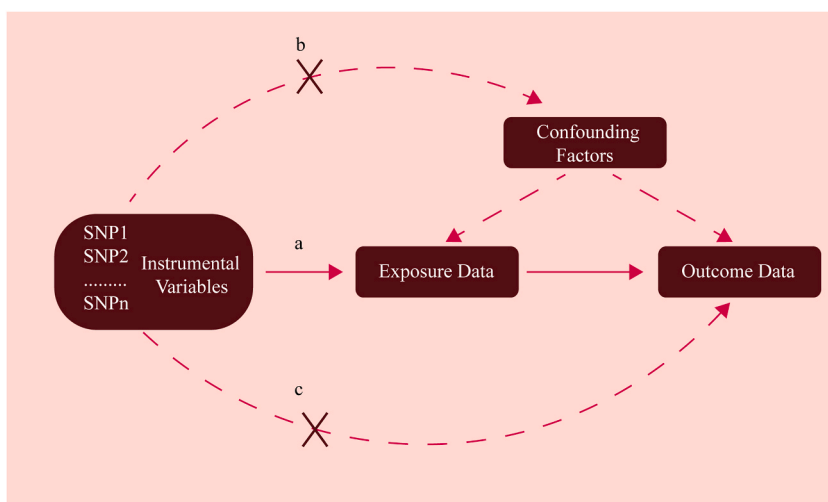 b
Confounding
Factors
SNP1
SNP2
.........
SNPn
Instrumental
Variables
a
Exposure Data
Outcome Data
c